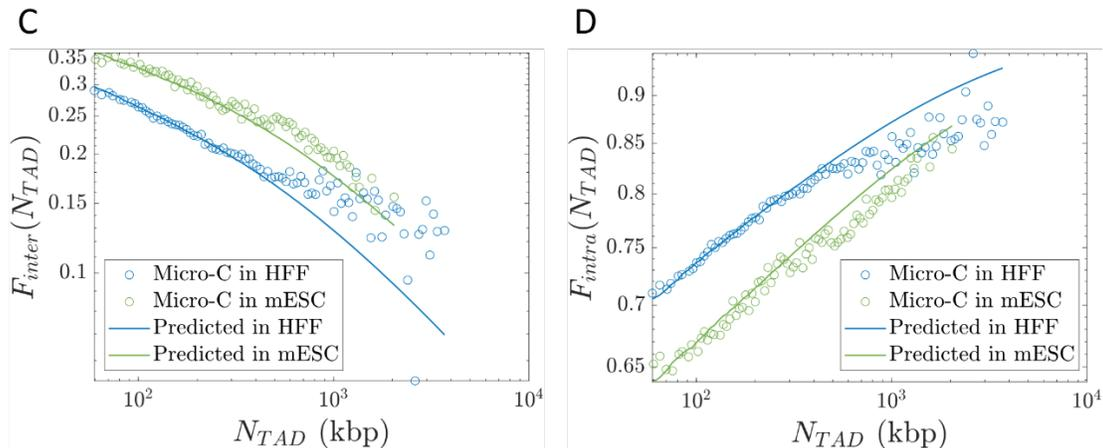 C
0.35
0.3
0.25
0.2
0.15
0.1
F_inter(N_TAD)
Micro-C in HFF
Micro-C in mESC
Predicted in HFF
Predicted in mESC
10^2
10^3
10^4
N_TAD (kbp)
D
0.9
0.85
0.8
0.75
0.7
0.65
F_intra(N_TAD)
Micro-C in HFF
Micro-C in mESC
Predicted in HFF
Predicted in mESC
10^2
10^3
10^4
N_TAD (kbp)